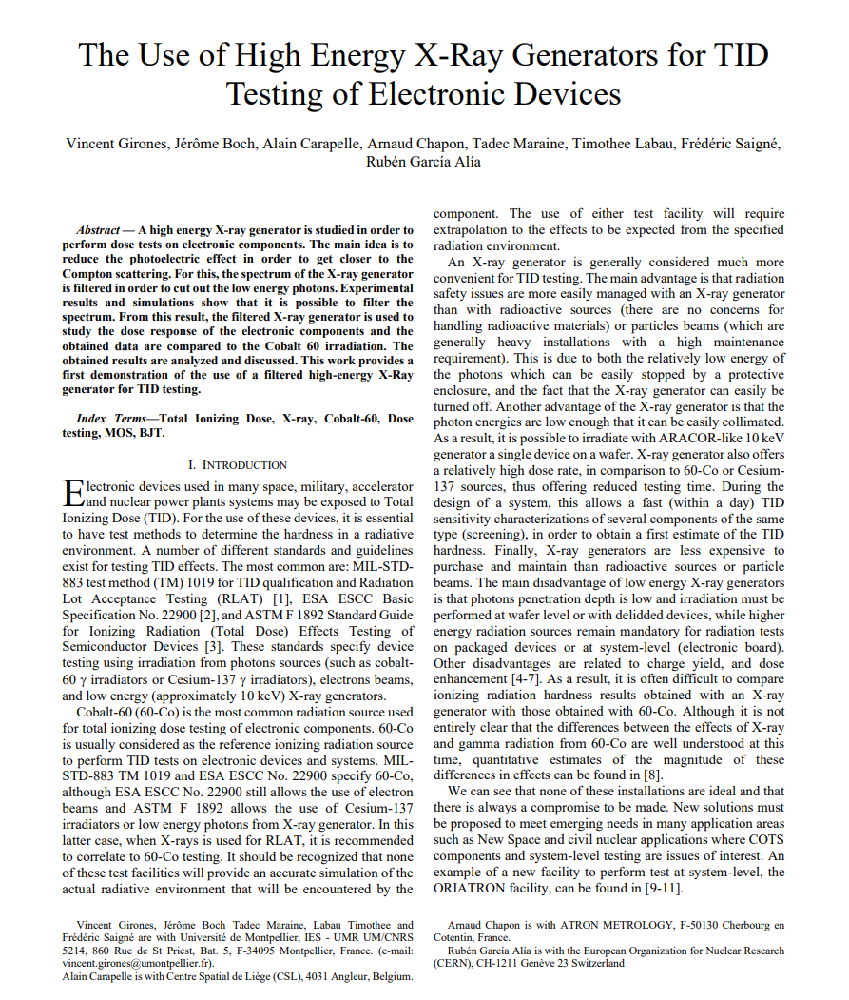 The Use of High Energy X-Ray Generators for TID
Testing of Electronic Devices
Vincent Girones, Jérôme Boch, Alain Carapelle, Arnaud Chapon, Tadec Maraine, Timothee Labau, Frédéric Saigné,
Rubén García Alía
Abstract — A high energy X-ray generator is studied in order to
perform dose tests on electronic components. The main idea is to
reduce the photoelectric effect in order to get closer to the
Compton scattering. For this, the spectrum of the X-ray generator
is filtered in order to cut out the low energy photons. Experimental
results and simulations show that it is possible to filter the
spectrum. From this result, the filtered X-ray generator is used to
study the dose response of the electronic components and the
obtained data are compared to the Cobalt 60 irradiation. The
obtained results are analyzed and discussed. This work provides a
first demonstration of the use of a filtered high-energy X-Ray
generator for TID testing.
Index Terms—Total Ionizing Dose, X-ray, Cobalt-60, Dose
testing, MOS, BJT.
I. INTRODUCTION
Electronic devices used in many space, military, accelerator
and nuclear power plants systems may be exposed to Total
Ionizing Dose (TID). For the use of these devices, it is essential
to have test methods to determine the hardness in a radiative
environment. A number of different standards and guidelines
exist for testing TID effects. The most common are: MIL-STD-
883 test method (TM) 1019 for TID qualification and Radiation
Lot Acceptance Testing (RLAT) [1], ESA ESCC Basic
Specification No. 22900 [2], and ASTM F 1892 Standard Guide
for Ionizing Radiation (Total Dose) Effects Testing of
Semiconductor Devices [3]. These standards specify device
testing using irradiation from photons sources (such as cobalt-
60 γ irradiators or Cesium-137 γ irradiators), electrons beams,
and low energy (approximately 10 keV) X-ray generators.
Cobalt-60 (60-Co) is the most common radiation source used
for total ionizing dose testing of electronic components. 60-Co
is usually considered as the reference ionizing radiation source
to perform TID tests on electronic devices and systems. MIL-
STD-883 TM 1019 and ESA ESCC No. 22900 specify 60-Co,
although ESA ESCC No. 22900 still allows the use of electron
beams and ASTM F 1892 allows the use of Cesium-137
irradiators or low energy photons from X-ray generator. In this
latter case, when X-rays is used for RLAT, it is recommended
to correlate to 60-Co testing. It should be recognized that none
of these test facilities will provide an accurate simulation of the
actual radiative environment that will be encountered by the
component. The use of either test facility will require
extrapolation to the effects to be expected from the specified
radiation environment.
An X-ray generator is generally considered much more
convenient for TID testing. The main advantage is that radiation
safety issues are more easily managed with an X-ray generator
than with radioactive sources (there are no concerns for
handling radioactive materials) or particles beams (which are
generally heavy installations with a high maintenance
requirement). This is due to both the relatively low energy of
the photons which can be easily stopped by a protective
enclosure, and the fact that the X-ray generator can easily be
turned off. Another advantage of the X-ray generator is that the
photon energies are low enough that it can be easily collimated.
As a result, it is possible to irradiate with ARACOR-like 10 keV
generator a single device on a wafer. X-ray generator also offers
a relatively high dose rate, in comparison to 60-Co or Cesium-
137 sources, thus offering reduced testing time. During the
design of a system, this allows a fast (within a day) TID
sensitivity characterizations of several components of the same
type (screening), in order to obtain a first estimate of the TID
hardness. Finally, X-ray generators are less expensive to
purchase and maintain than radioactive sources or particle
beams. The main disadvantage of low energy X-ray generators
is that photons penetration depth is low and irradiation must be
performed at wafer level or with delidded devices, while higher
energy radiation sources remain mandatory for radiation tests
on packaged devices or at system-level (electronic board).
Other disadvantages are related to charge yield, and dose
enhancement [4-7]. As a result, it is often difficult to compare
ionizing radiation hardness results obtained with an X-ray
generator with those obtained with 60-Co. Although it is not
entirely clear that the differences between the effects of X-ray
and gamma radiation from 60-Co are well understood at this
time, quantitative estimates of the magnitude of these
differences in effects can be found in [8].
We can see that none of these installations are ideal and that
there is always a compromise to be made. New solutions must
be proposed to meet emerging needs in many application areas
such as New Space and civil nuclear applications where COTS
components and system-level testing are issues of interest. An
example of a new facility to perform test at system-level, the
ORIATRON facility, can be found in [9-11].
Vincent Girones, Jérôme Boch Tadec Maraine, Labau Timothee and
Frédéric Saigné are with Université de Montpellier, IES - UMR UM/CNRS
5214, 860 Rue de St Priest, Bat. 5, F-34095 Montpellier, France. (e-mail:
vincent.girones@umontpellier.fr).
Alain Carapelle is with Centre Spatial de Liège (CSL), 4031 Angleur, Belgium.
Arnaud Chapon is with ATRON METROLOGY, F-50130 Cherbourg en
Cotentin, France.
Rubén García Alía is with the European Organization for Nuclear Research
(CERN), CH-1211 Genève 23 Switzerland